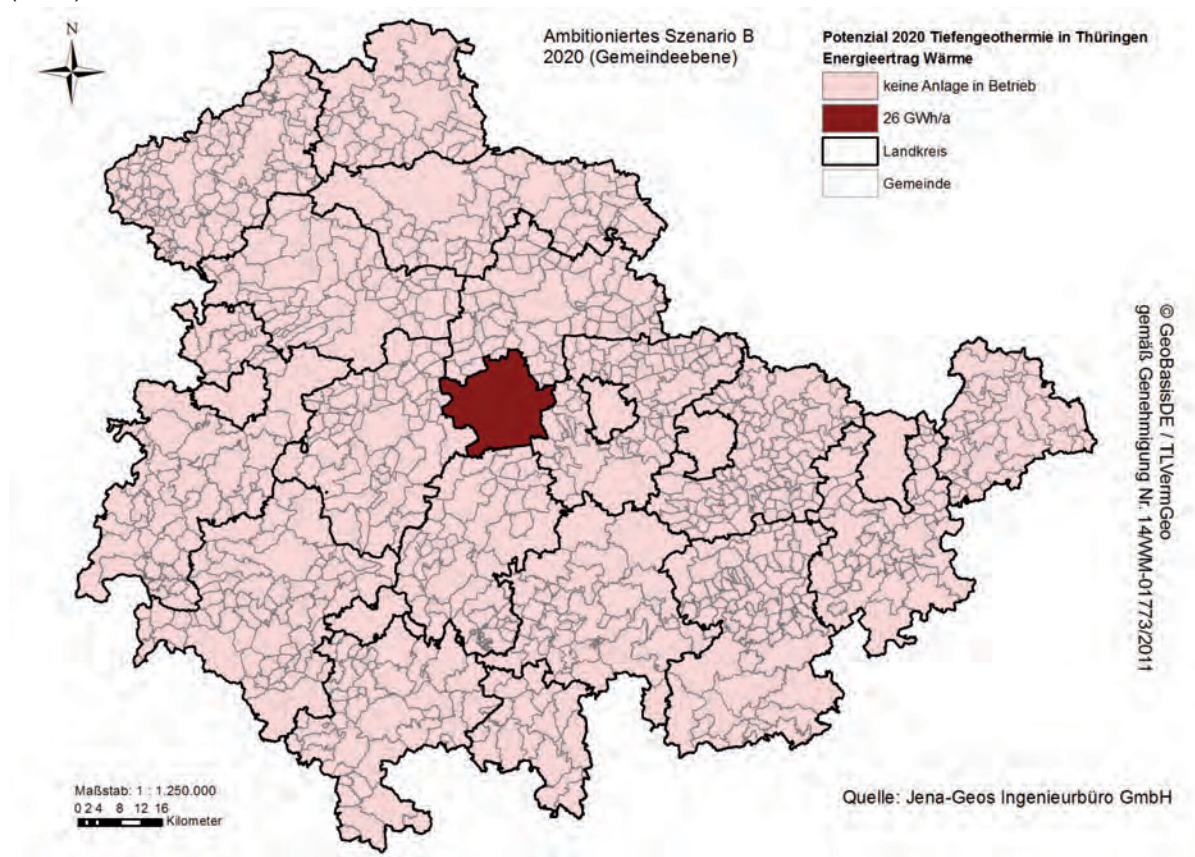 N
Ambitioniertes Szenario B
2020 (Gemeindeebene)
Potenzial 2020 Tiefengeothermie in Thüringen
Energieertrag Wärme
keine Anlage in Betrieb
26 GWh/a
Landkreis
Gemeinde
© GeoBasisDE / TLVermGeo
gemäß Genehmigung Nr. 14/WM-01773/2011
Maßstab: 1 : 1.250.000
0 2 4 8 12 16
Kilometer
Quelle: Jena-Geos Ingenieurbüro GmbH